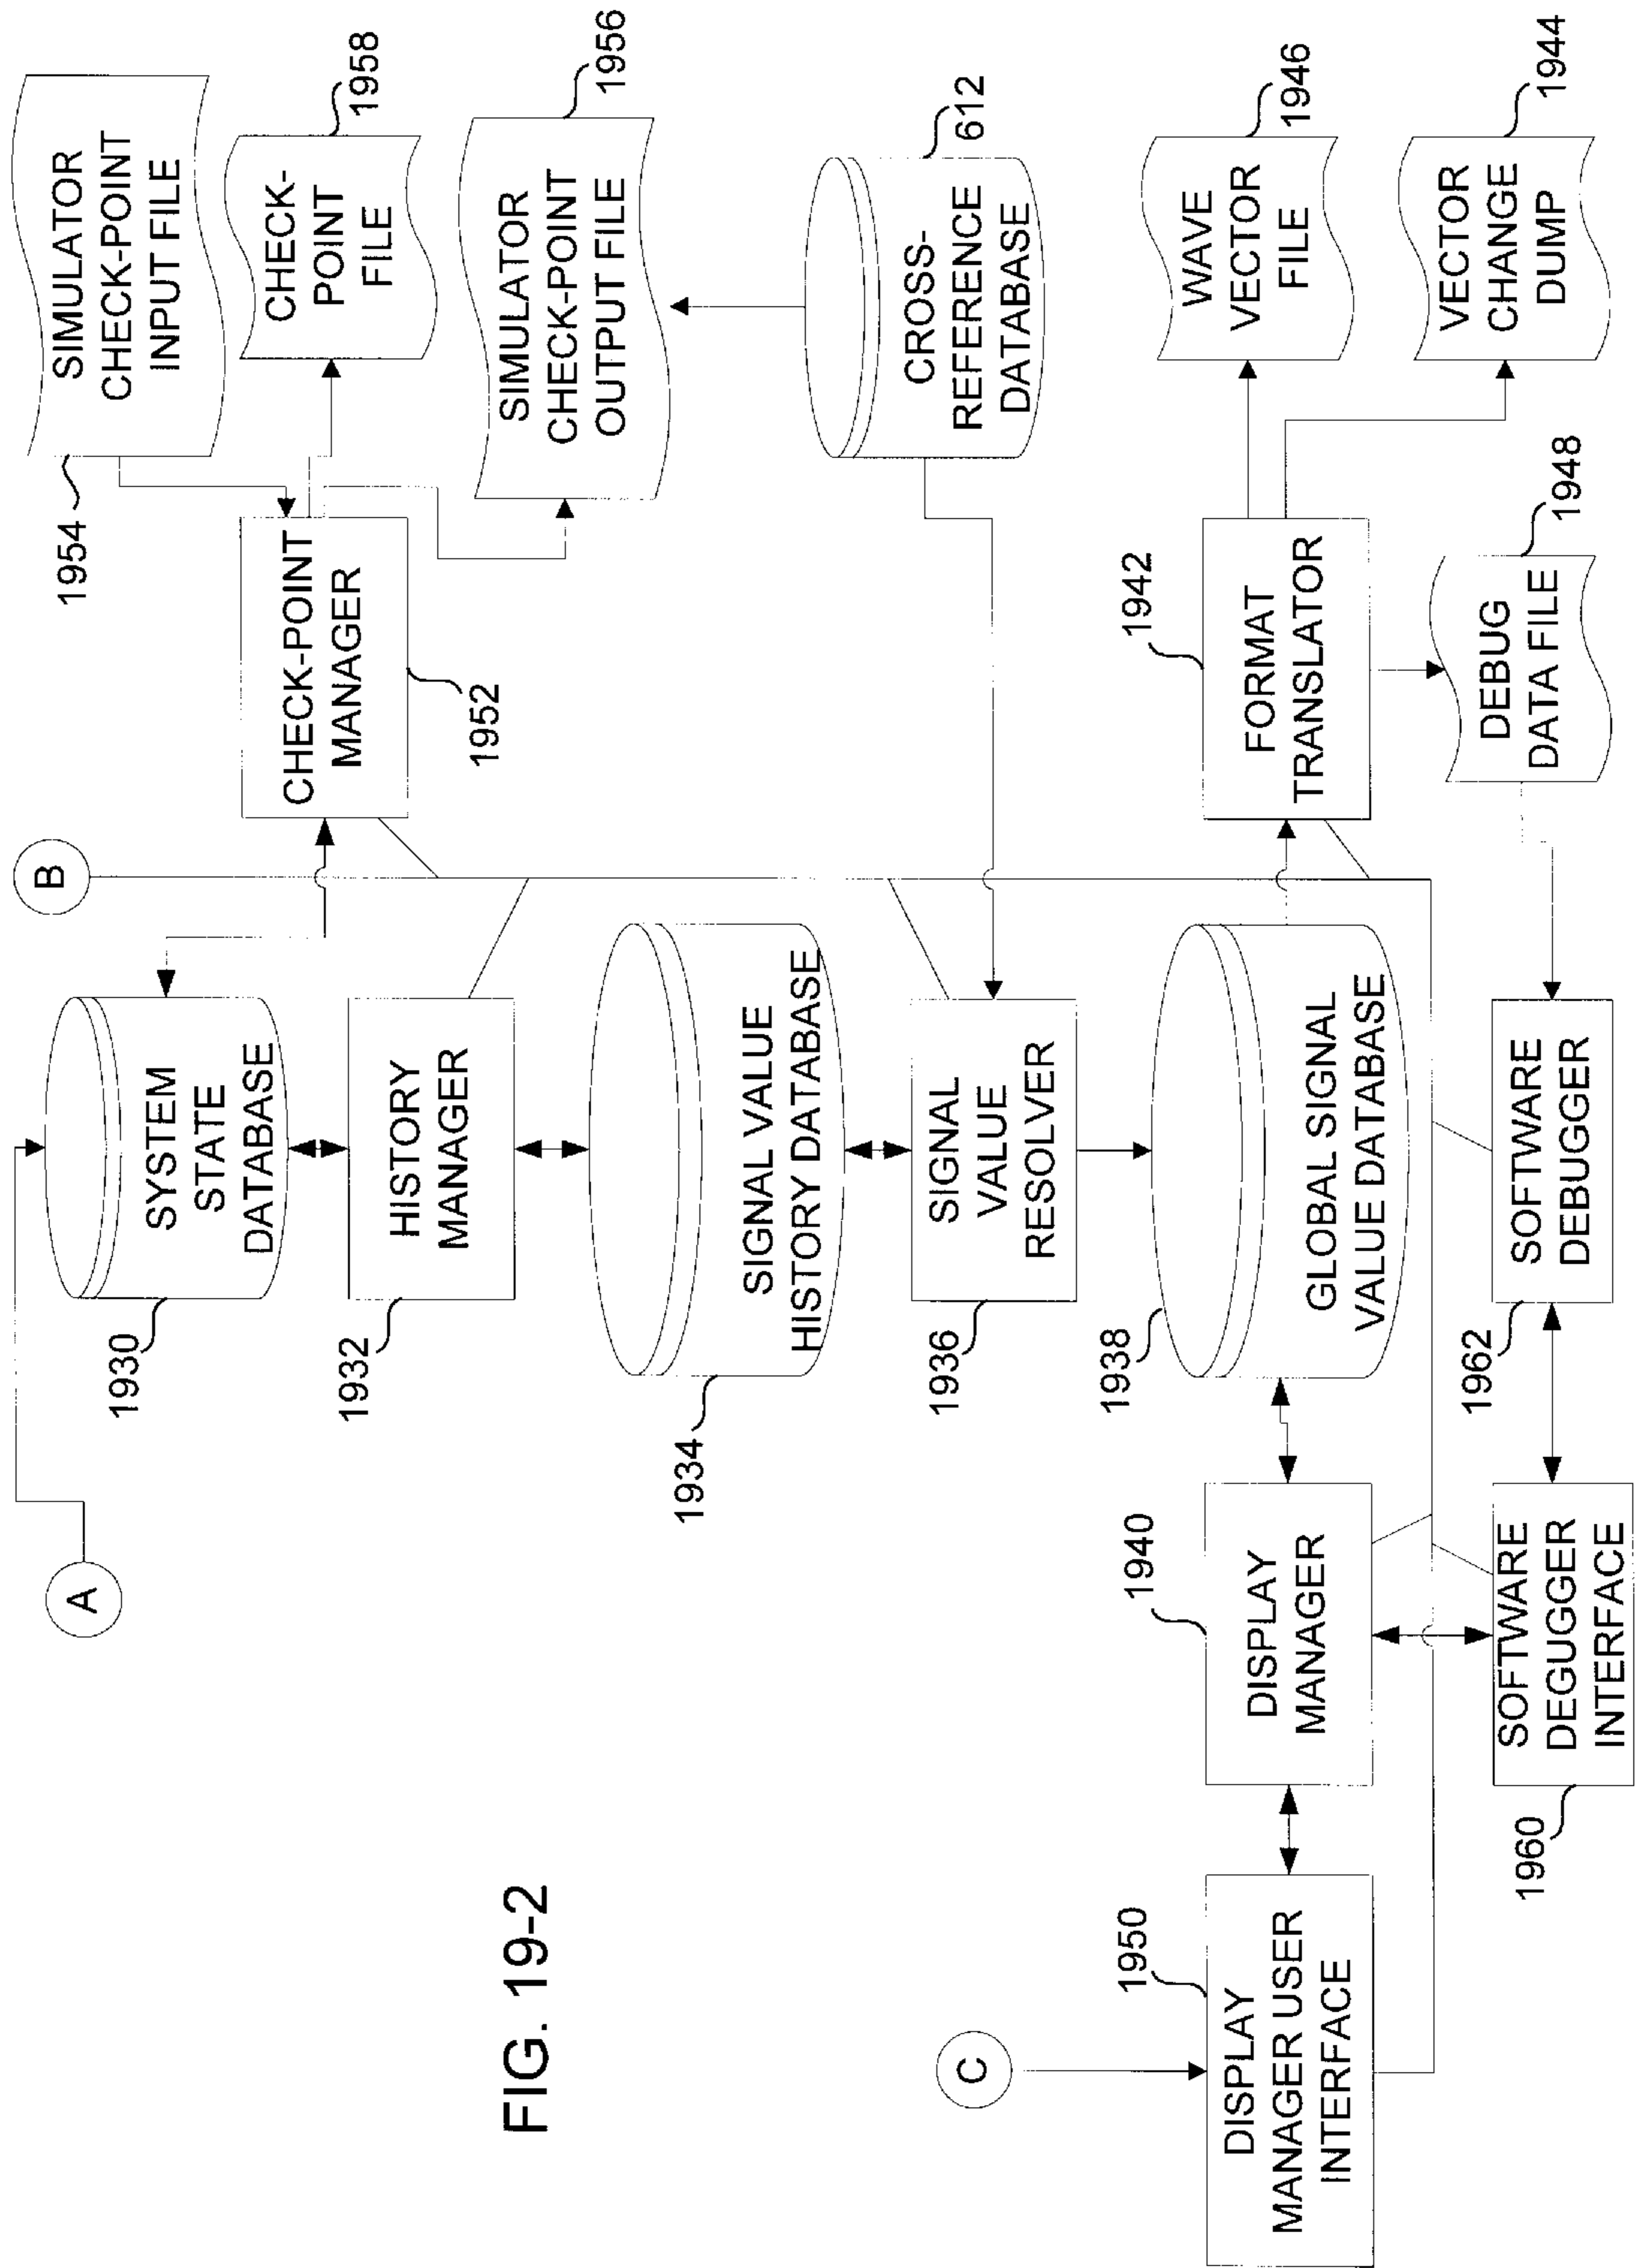 FIG. 19-2
A
B
C
1930
SYSTEM
STATE
DATABASE
1932
HISTORY
MANAGER
1934
SIGNAL VALUE
HISTORY DATABASE
1936
SIGNAL
VALUE
RESOLVER
1938
GLOBAL SIGNAL
VALUE DATABASE
1954
SIMULATOR
CHECK-POINT
INPUT FILE
CHECK-POINT
MANAGER
1952
CHECK-
POINT
FILE
1958
SIMULATOR
CHECK-POINT
OUTPUT FILE
1956
CROSS-
REFERENCE
DATABASE
612
1942
FORMAT
TRANSLATOR
WAVE
VECTOR
FILE
1946
VECTOR
CHANGE
DUMP
1944
DEBUG
DATA FILE
1948
1950
DISPLAY
MANAGER USER
INTERFACE
1940
DISPLAY
MANAGER
1960
SOFTWARE
DEGUGGER
INTERFACE
1962
SOFTWARE
DEBUGGER